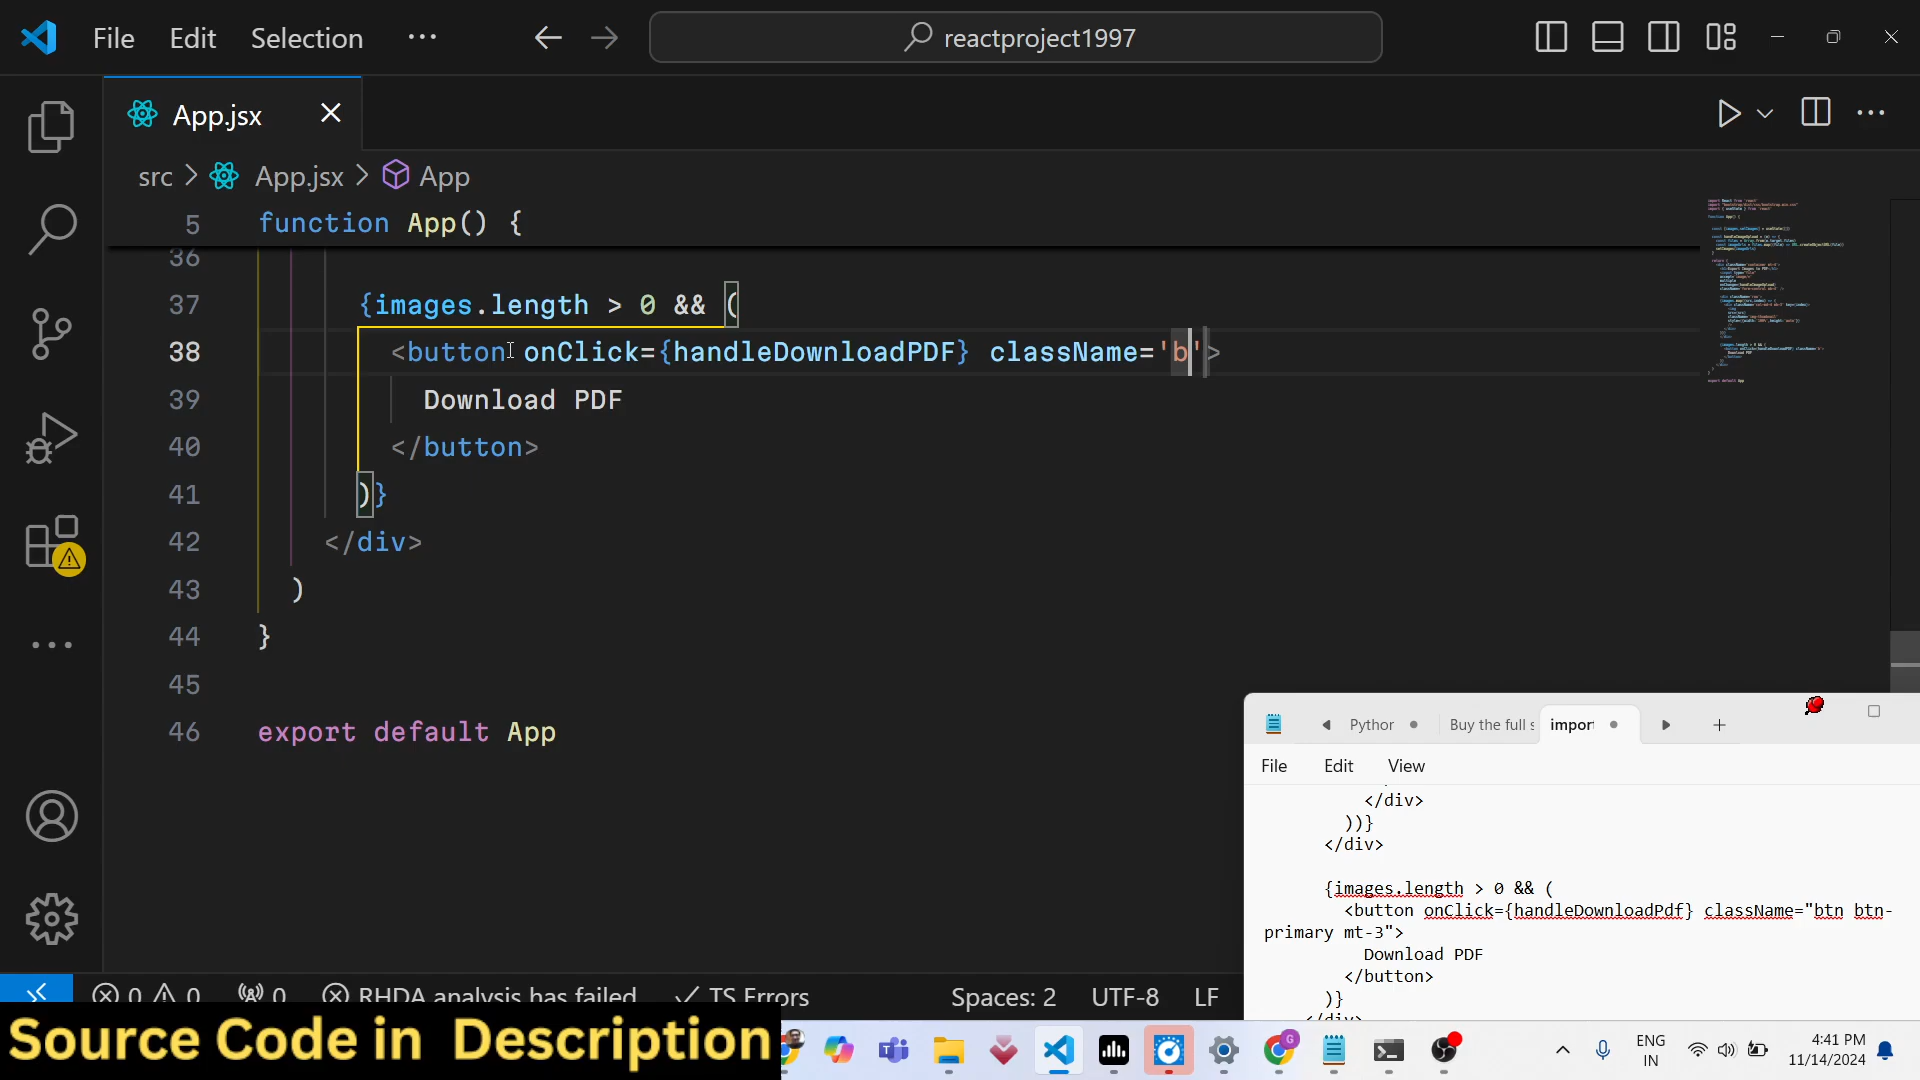 File Edit Selection ···
reactproject1997
App.jsx
src > App.jsx > App
5 function App() {
36
37 {images.length > 0 && (
38 <button onClick={handleDownloadPDF} className='b'>
39 Download PDF
40 </button>
41 )}
42 </div>
43 )
44 }
45
46 export default App
Python Buy the full s import
File Edit View
</div>
))}
</div>
{images.length > 0 && (
<button onClick={handleDownloadPdf} className="btn btn-
primary mt-3">
Download PDF
</button>
)}
</div>
0 0 0 RHDA analysis has failed TS Errors Spaces: 2 UTF-8 LF
Source Code in Description
ENG
IN
4:41 PM
11/14/2024